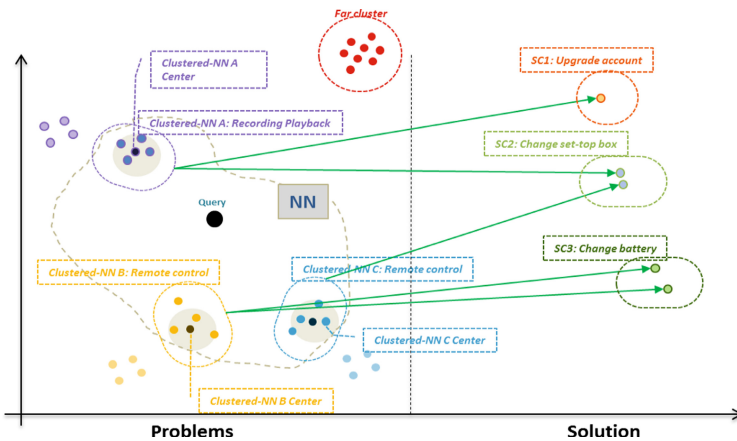 Far cluster
Clustered-NN A
Center
SC1: Upgrade account
Clustered-NN A: Recording Playback
SC2: Change set-top box
Query
NN
SC3: Change battery
Clustered-NN B: Remote control
Clustered-NN C: Remote control
Clustered-NN C Center
Clustered-NN B Center
Problems
Solution